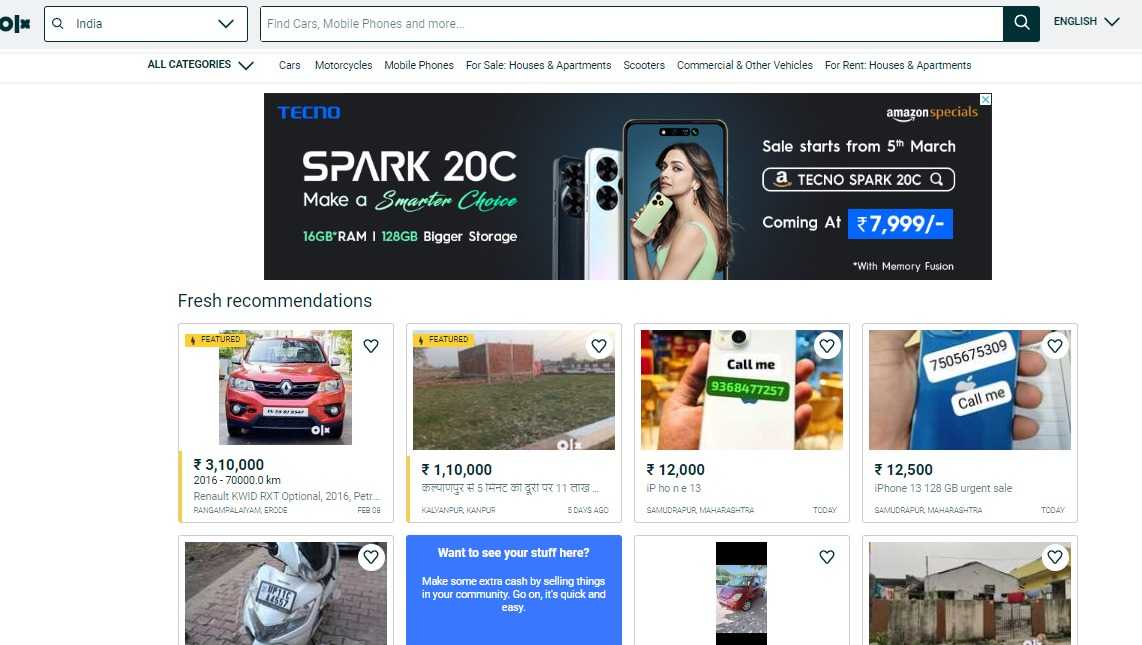 olx
India
Find Cars, Mobile Phones and more...
ENGLISH
ALL CATEGORIES
Cars
Motorcycles
Mobile Phones
For Sale: Houses & Apartments
Scooters
Commercial & Other Vehicles
For Rent: Houses & Apartments
TECNO
SPARK 20C
Make a Smarter Choice
16GB*RAM | 128GB Bigger Storage
amazonspecials
Sale starts from 5th March
a TECNO SPARK 20C
Coming At ₹7,999/-
*With Memory Fusion
Fresh recommendations
FEATURED
olx
₹ 3,10,000
2016 - 70000.0 km
Renault KWID RXT Optional, 2016, Petr...
RANGAMPALAIYAM, ERODE
FEB 08
FEATURED
olx
₹ 1,10,000
कल्याणपुर से 5 मिनट की दूरी पर 11 लाख ...
KALYANPUR, KANPUR
5 DAYS AGO
Call me
9368477257
₹ 12,000
iP ho n e 13
SAMUDRAPUR, MAHARASHTRA
TODAY
7505675309
Call me
₹ 12,500
iPhone 13 128 GB urgent sale
SAMUDRAPUR, MAHARASHTRA
TODAY
Want to see your stuff here?
Make some extra cash by selling things
in your community. Go on, it's quick and
easy.
olx